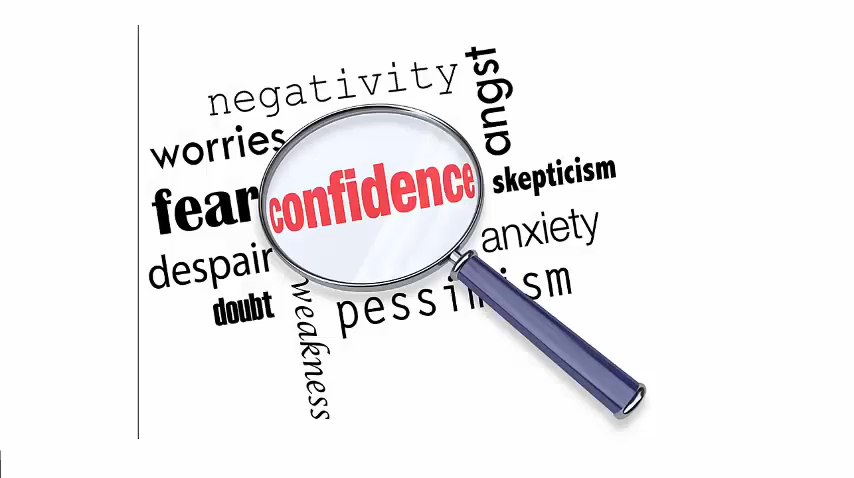 negativity
angst
worries
confidence
skepticism
fear
anxiety
despair
pessimism
doubt
weakness